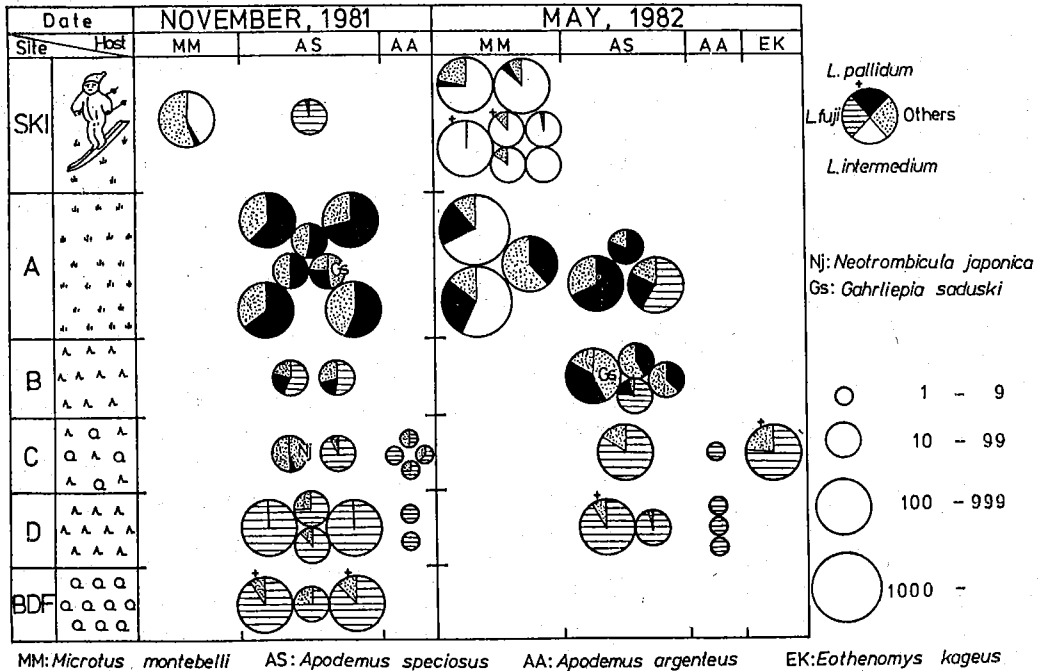 Date NOVEMBER, 1981 MAY, 1982
Site Host MM AS AA MM AS AA EK
SKI
A
B
C
D
BDF
Gs
Gs
Nj
+
+
+
+
+
+
L. pallidum
+
L. fuji Others
L. intermedium
Nj: Neotrombicula japonica
Gs: Gahrliepia saduski
1 - 9
10 - 99
100 - 999
1000 -
MM: Microtus montebelli AS: Apodemus speciosus AA: Apodemus argenteus EK: Eothenomys kageus